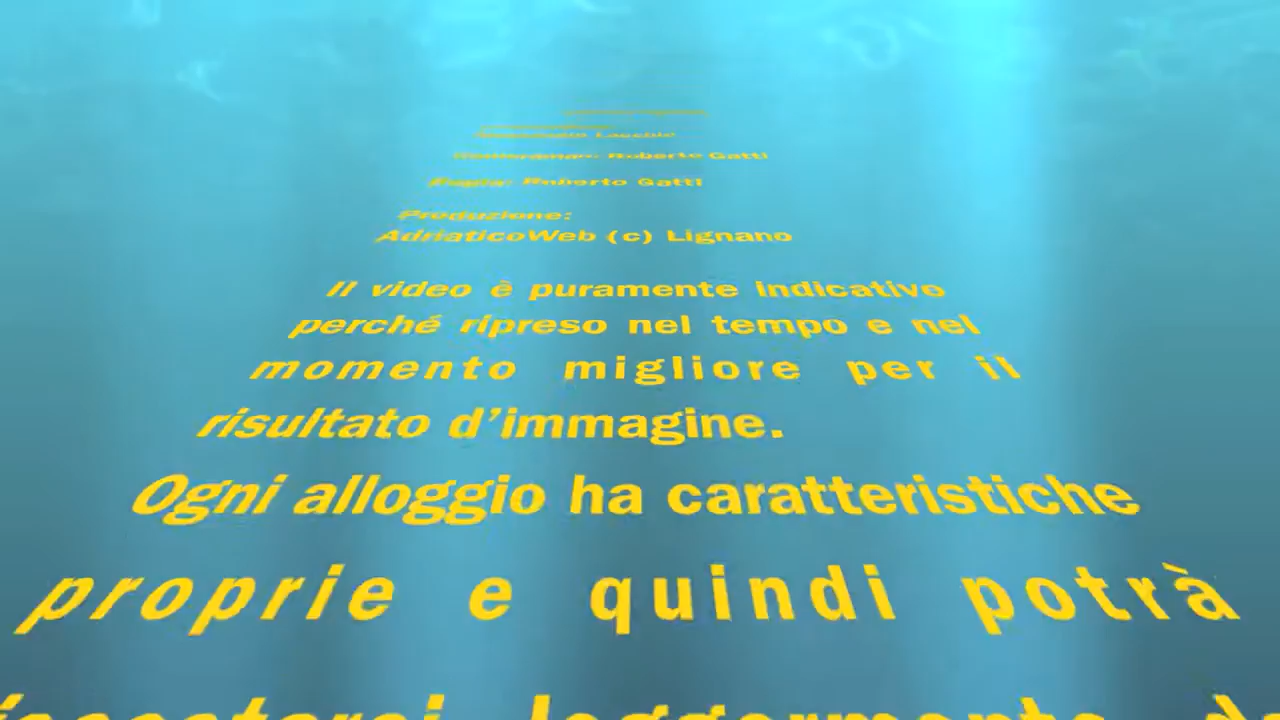 Roberto Gatti
Regia: Roberto Gatti
Produzione:
AdriaticoWeb (c) Lignano
Il video è puramente indicativo
perché ripreso nel tempo e nel
momento migliore per il
risultato d’immagine.
Ogni alloggio ha caratteristiche
proprie e quindi potrà
leggermente